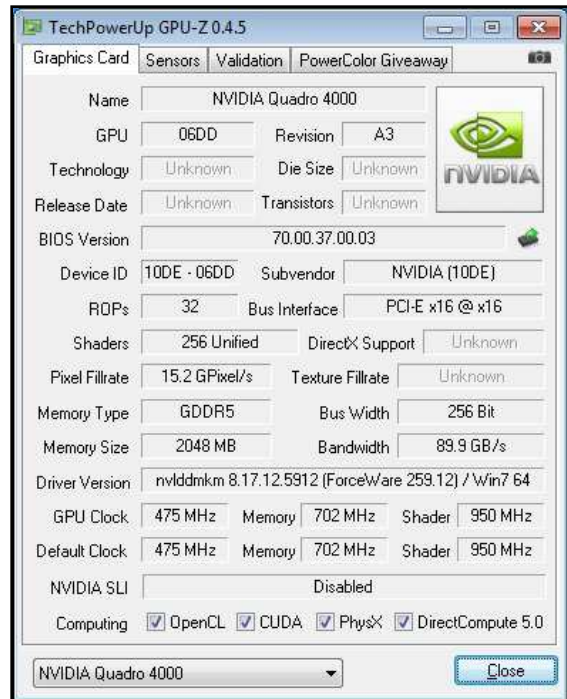 TechPowerUp GPU-Z 0.4.5
Graphics Card Sensors Validation PowerColor Giveaway
Name NVIDIA Quadro 4000
GPU 06DD Revision A3
Technology Unknown Die Size Unknown
Release Date Unknown Transistors Unknown
NVIDIA
BIOS Version 70.00.37.00.03
Device ID 10DE - 06DD Subvendor NVIDIA (10DE)
ROPs 32 Bus Interface PCI-E x16 @ x16
Shaders 256 Unified DirectX Support Unknown
Pixel Fillrate 15.2 GPixel/s Texture Fillrate Unknown
Memory Type GDDR5 Bus Width 256 Bit
Memory Size 2048 MB Bandwidth 89.9 GB/s
Driver Version nvlddmkm 8.17.12.5912 (ForceWare 259.12) / Win7 64
GPU Clock 475 MHz Memory 702 MHz Shader 950 MHz
Default Clock 475 MHz Memory 702 MHz Shader 950 MHz
NVIDIA SLI Disabled
Computing OpenCL CUDA PhysX DirectCompute 5.0
NVIDIA Quadro 4000 Close